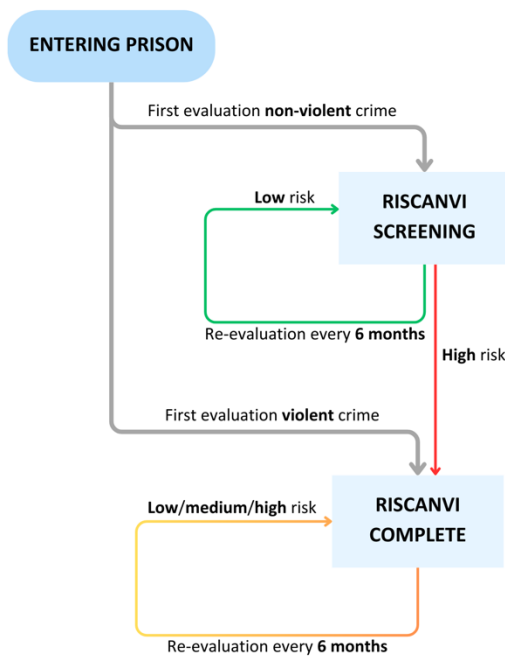 ENTERING PRISON
First evaluation non-violent crime
Low risk
RISCANVI
SCREENING
Re-evaluation every 6 months
High risk
First evaluation violent crime
Low/medium/high risk
RISCANVI
COMPLETE
Re-evaluation every 6 months